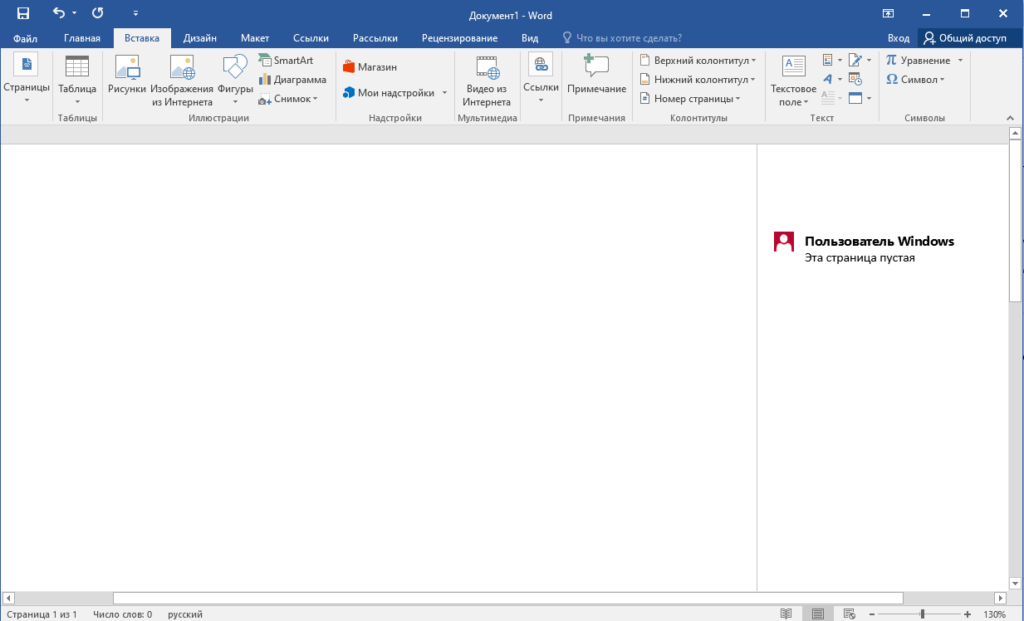 Документ1 - Word
Файл Главная Вставка Дизайн Макет Ссылки Рассылки Рецензирование Вид Что вы хотите сделать? Вход Общий доступ
Страницы
Таблица
Таблицы
Рисунки
Изображения из Интернета
Фигуры
SmartArt
Диаграмма
Снимок
Иллюстрации
Магазин
Мои надстройки
Надстройки
Видео из Интернета
Мультимедиа
Ссылки
Примечание
Примечания
Верхний колонтитул
Нижний колонтитул
Номер страницы
Колонтитулы
Текстовое поле
Текст
π Уравнение
Ω Символ
Символы
Пользователь Windows
Эта страница пустая
Страница 1 из 1 Число слов: 0 русский 130%